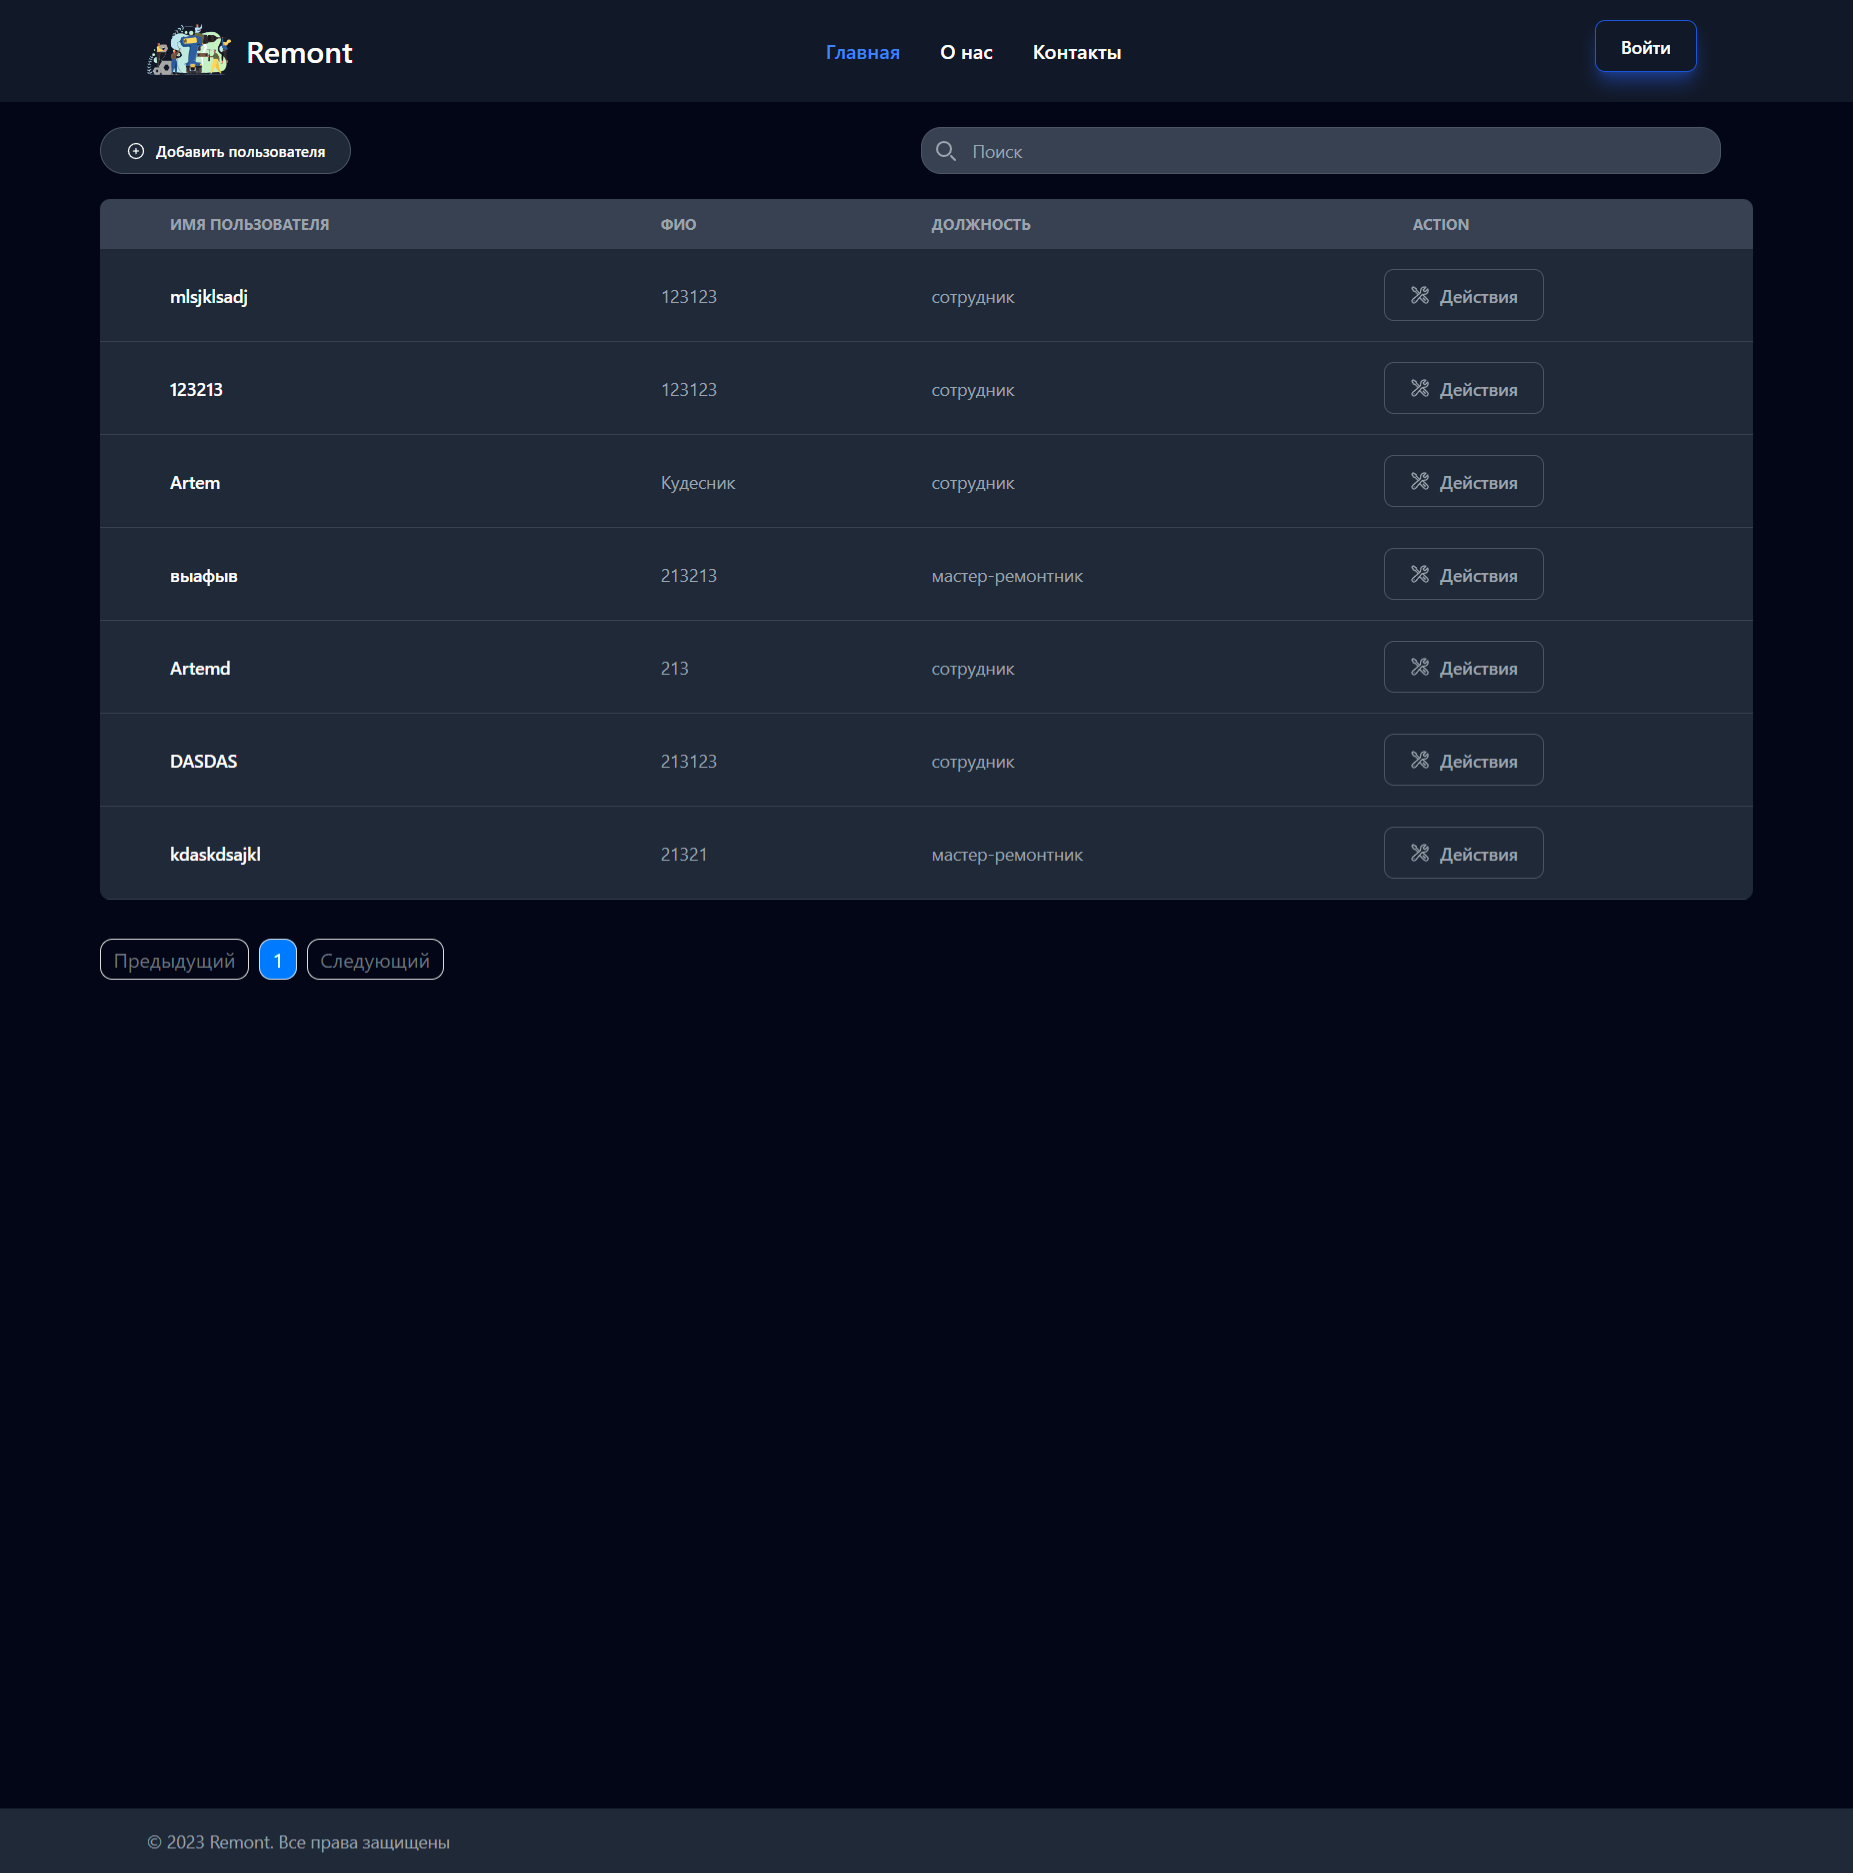 Remont
Главная О нас Контакты
Войти
Добавить пользователя
Поиск
ИМЯ ПОЛЬЗОВАТЕЛЯ ФИО ДОЛЖНОСТЬ ACTION
mlsjklsadj 123123 сотрудник Действия
123213 123123 сотрудник Действия
Artem Кудесник сотрудник Действия
выафыв 213213 мастер-ремонтник Действия
Artemd 213 сотрудник Действия
DASDAS 213123 сотрудник Действия
kdaskdsajkl 21321 мастер-ремонтник Действия
Предыдущий 1 Следующий
© 2023 Remont. Все права защищены